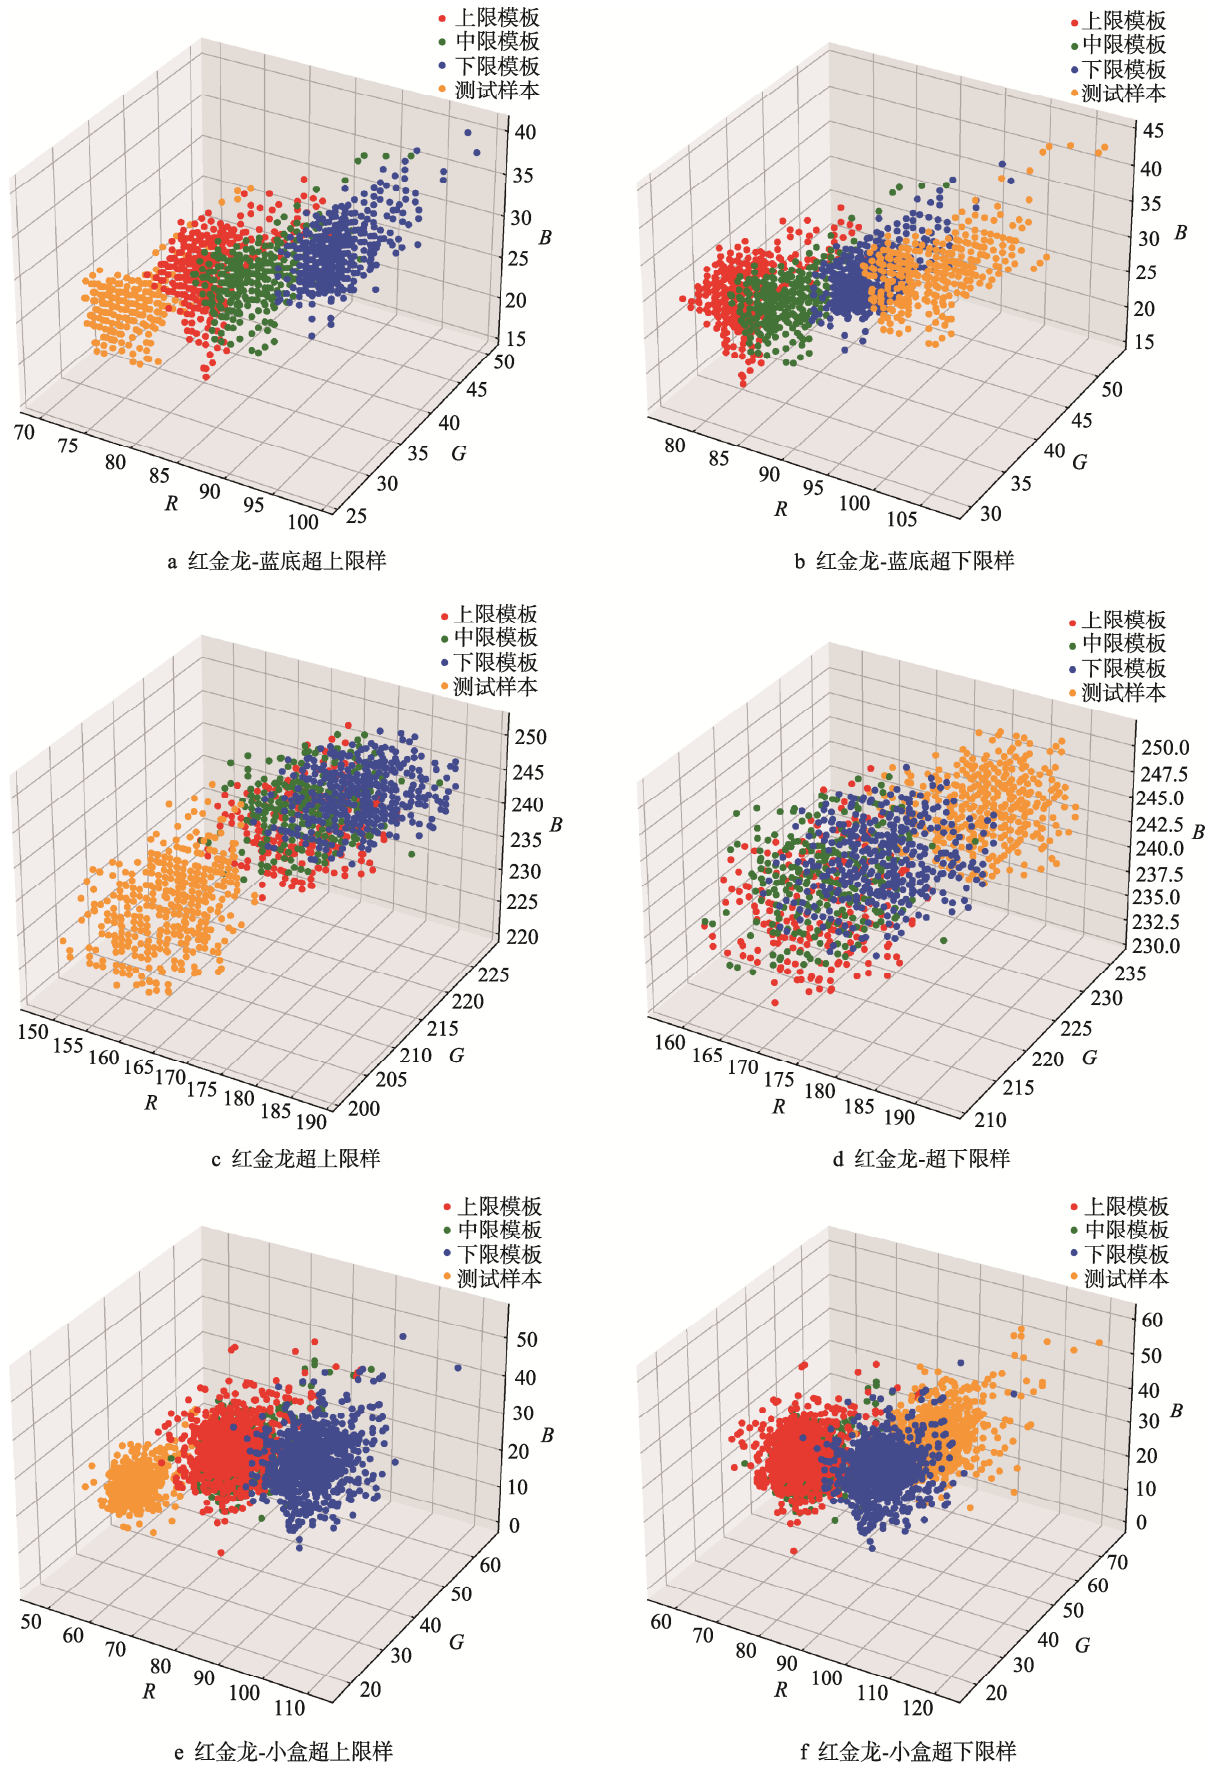 上限模板
中限模板
下限模板
测试样本
40
35
30
25
20
15
B
50
45
40
35
30
25
G
70
75
80
85
90
95
100
R
a 红金龙-蓝底超上限样
上限模板
中限模板
下限模板
测试样本
45
40
35
30
25
20
15
B
50
45
40
35
30
G
80
85
90
95
100
105
R
b 红金龙-蓝底超下限样
上限模板
中限模板
下限模板
测试样本
250
245
240
235
230
225
220
B
225
220
215
210
205
200
G
150
155
160
165
170
175
180
185
190
R
c 红金龙超上限样
上限模板
中限模板
下限模板
测试样本
250.0
247.5
245.0
242.5
240.0
237.5
235.0
232.5
230.0
B
235
230
225
220
215
210
G
160
165
170
175
180
185
190
R
d 红金龙-超下限样
上限模板
中限模板
下限模板
测试样本
50
40
30
20
10
0
B
60
50
40
30
20
G
50
60
70
80
90
100
110
R
e 红金龙-小盒超上限样
上限模板
中限模板
下限模板
测试样本
60
50
40
30
20
10
0
B
70
60
50
40
30
20
G
60
70
80
90
100
110
120
R
f 红金龙-小盒超下限样